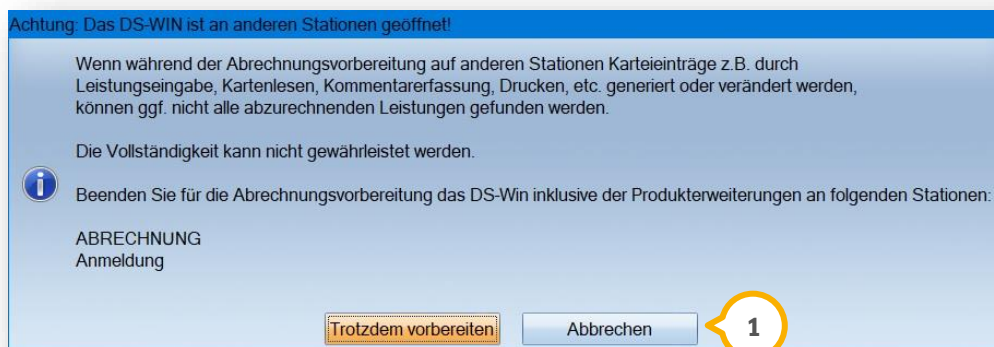 Achtung: Das DS-WIN ist an anderen Stationen geöffnet!
Wenn während der Abrechnungsvorbereitung auf anderen Stationen Karteieinträge z.B. durch
Leistungseingabe, Kartenlesen, Kommentarerfassung, Drucken, etc. generiert oder verändert werden,
können ggf. nicht alle abzurechnenden Leistungen gefunden werden.
Die Vollständigkeit kann nicht gewährleistet werden.
Beenden Sie für die Abrechnungsvorbereitung das DS-Win inklusive der Produkterweiterungen an folgenden Stationen:
ABRECHNUNG
Anmeldung
Trotzdem vorbereiten
Abbrechen
1